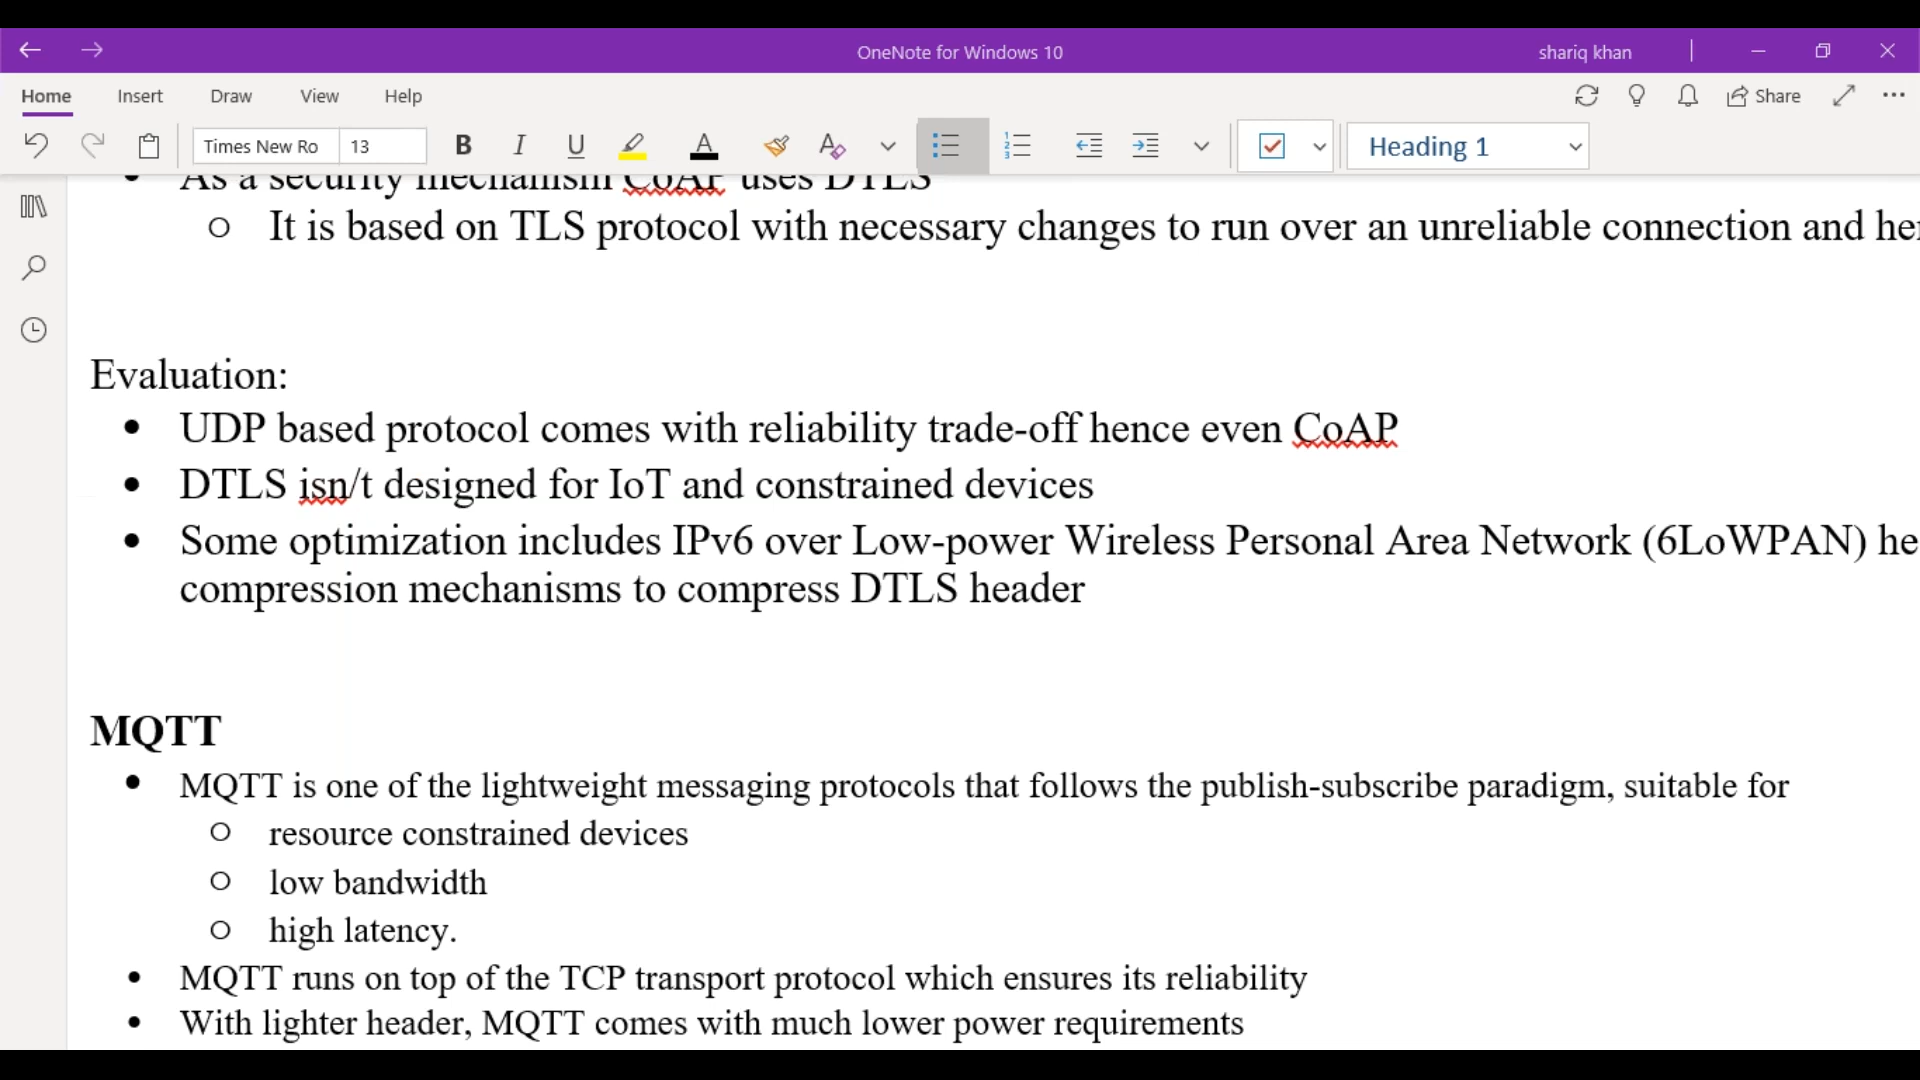 OneNote for Windows 10
shariq khan
Home Insert Draw View Help
Share
Times New Ro 13
B I U A A
Heading 1
As a security mechanism CoAP uses DTLS
It is based on TLS protocol with necessary changes to run over an unreliable connection and
Evaluation:
UDP based protocol comes with reliability trade-off hence even CoAP
DTLS isn/t designed for IoT and constrained devices
Some optimization includes IPv6 over Low-power Wireless Personal Area Network (6LoWPAN)
compression mechanisms to compress DTLS header
MQTT
MQTT is one of the lightweight messaging protocols that follows the publish-subscribe paradigm, suitable for
resource constrained devices
low bandwidth
high latency.
MQTT runs on top of the TCP transport protocol which ensures its reliability
With lighter header, MQTT comes with much lower power requirements